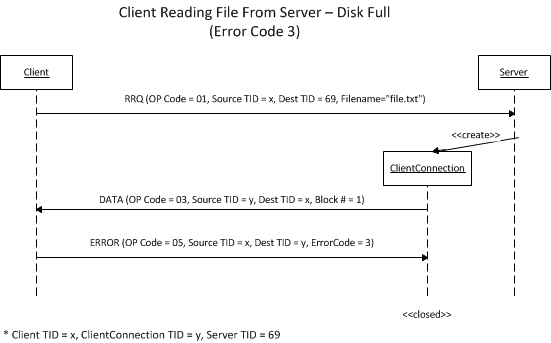 Client Reading File From Server – Disk Full
(Error Code 3)
Client
Server
RRQ (OP Code = 01, Source TID = x, Dest TID = 69, Filename="file.txt")
<<create>>
ClientConnection
DATA (OP Code = 03, Source TID = y, Dest TID = x, Block # = 1)
ERROR (OP Code = 05, Source TID = x, Dest TID = y, ErrorCode = 3)
<<closed>>
* Client TID = x, ClientConnection TID = y, Server TID = 69